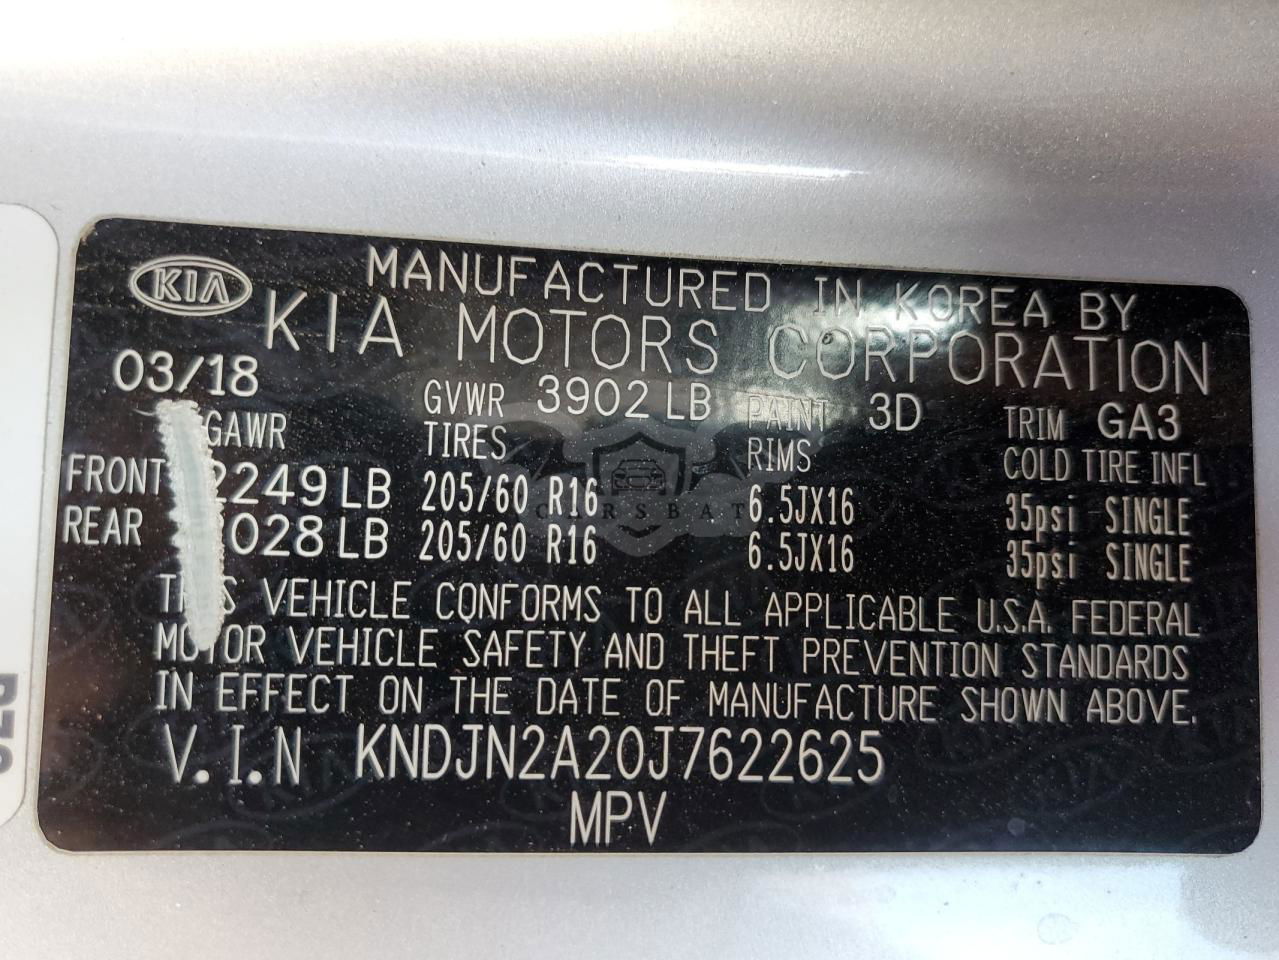 KIA
MANUFACTURED IN KOREA BY
KIA MOTORS CORPORATION
03/18 GVWR 3902 LB PAINT 3D TRIM GA3
GAWR TIRES RIMS COLD TIRE INFL
FRONT 2249 LB 205/60 R16 6.5JX16 35psi SINGLE
REAR 028 LB 205/60 R16 6.5JX16 35psi SINGLE
THIS VEHICLE CONFORMS TO ALL APPLICABLE U.S.A. FEDERAL
MOTOR VEHICLE SAFETY AND THEFT PREVENTION STANDARDS
IN EFFECT ON THE DATE OF MANUFACTURE SHOWN ABOVE.
V.I.N KNDJN2A20J7622625
MPV
CARSBAT